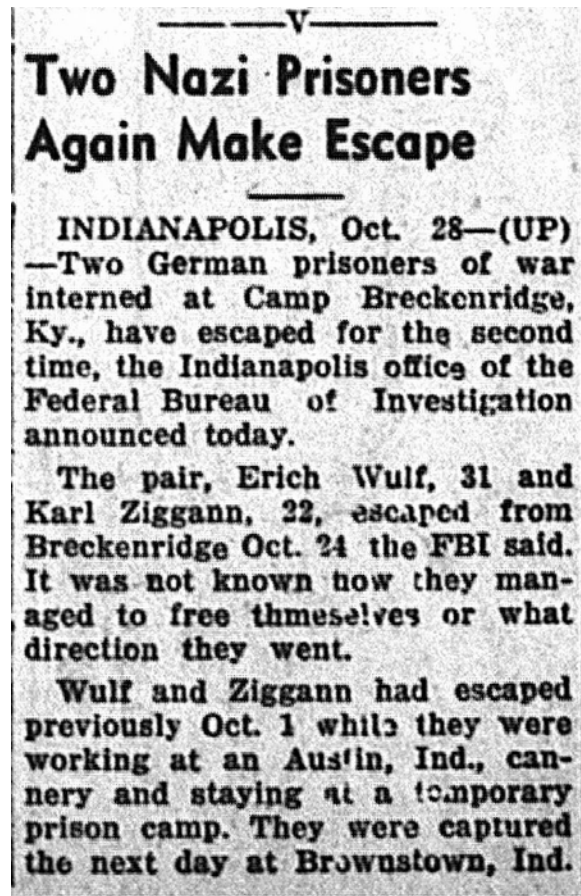 V
Two Nazi Prisoners
Again Make Escape
INDIANAPOLIS, Oct. 28—(UP)
—Two German prisoners of war
interned at Camp Breckenridge,
Ky., have escaped for the second
time, the Indianapolis office of the
Federal Bureau of Investigation
announced today.
The pair, Erich Wulf, 31 and
Karl Ziggann, 22, escaped from
Breckenridge Oct. 24 the FBI said.
It was not known how they man-
aged to free thmeselves or what
direction they went.
Wulf and Ziggann had escaped
previously Oct. 1 while they were
working at an Austin, Ind., can-
nery and staying at a temporary
prison camp. They were captured
the next day at Brownstown, Ind.